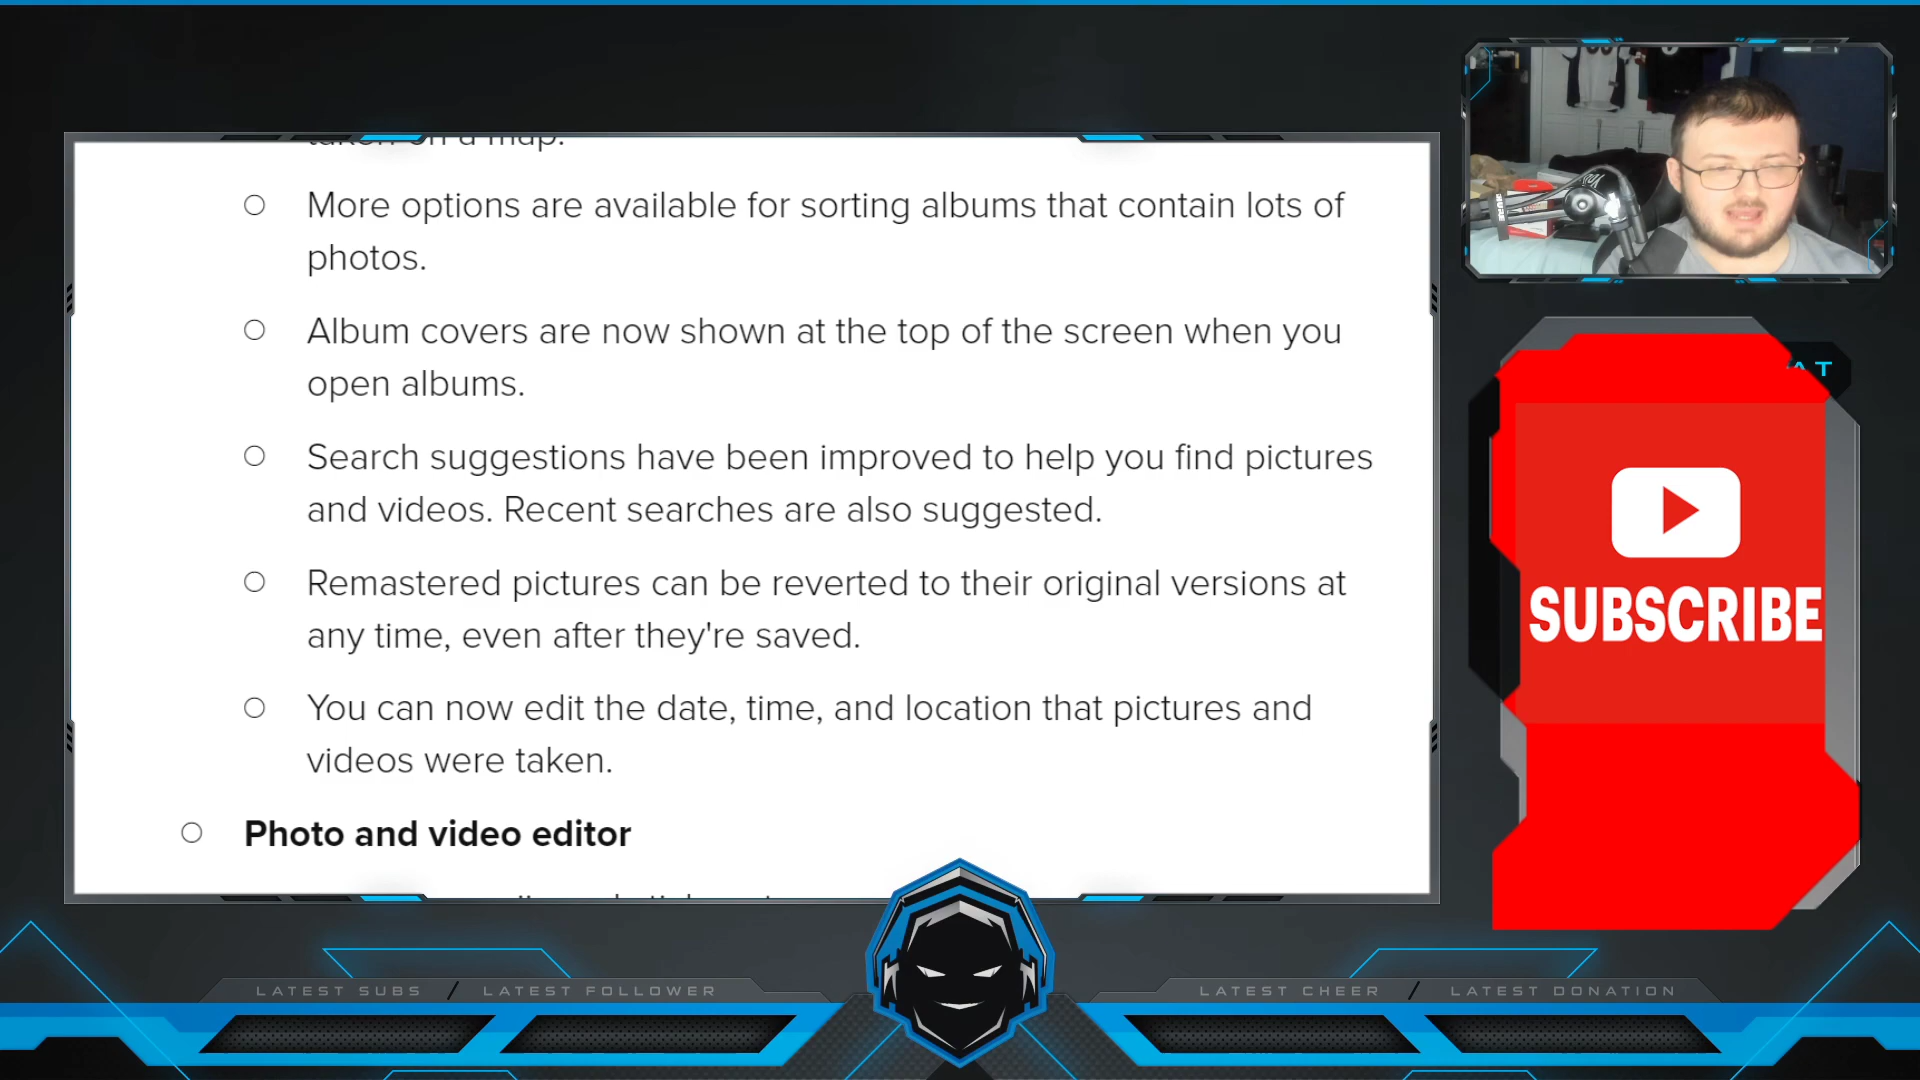 taken on a map.
More options are available for sorting albums that contain lots of
photos.
Album covers are now shown at the top of the screen when you
open albums.
Search suggestions have been improved to help you find pictures
and videos. Recent searches are also suggested.
Remastered pictures can be reverted to their original versions at
any time, even after they're saved.
You can now edit the date, time, and location that pictures and
videos were taken.
Photo and video editor
SUBSCRIBE
LATEST SUBS / LATEST FOLLOWER
LATEST CHEER / LATEST DONATION